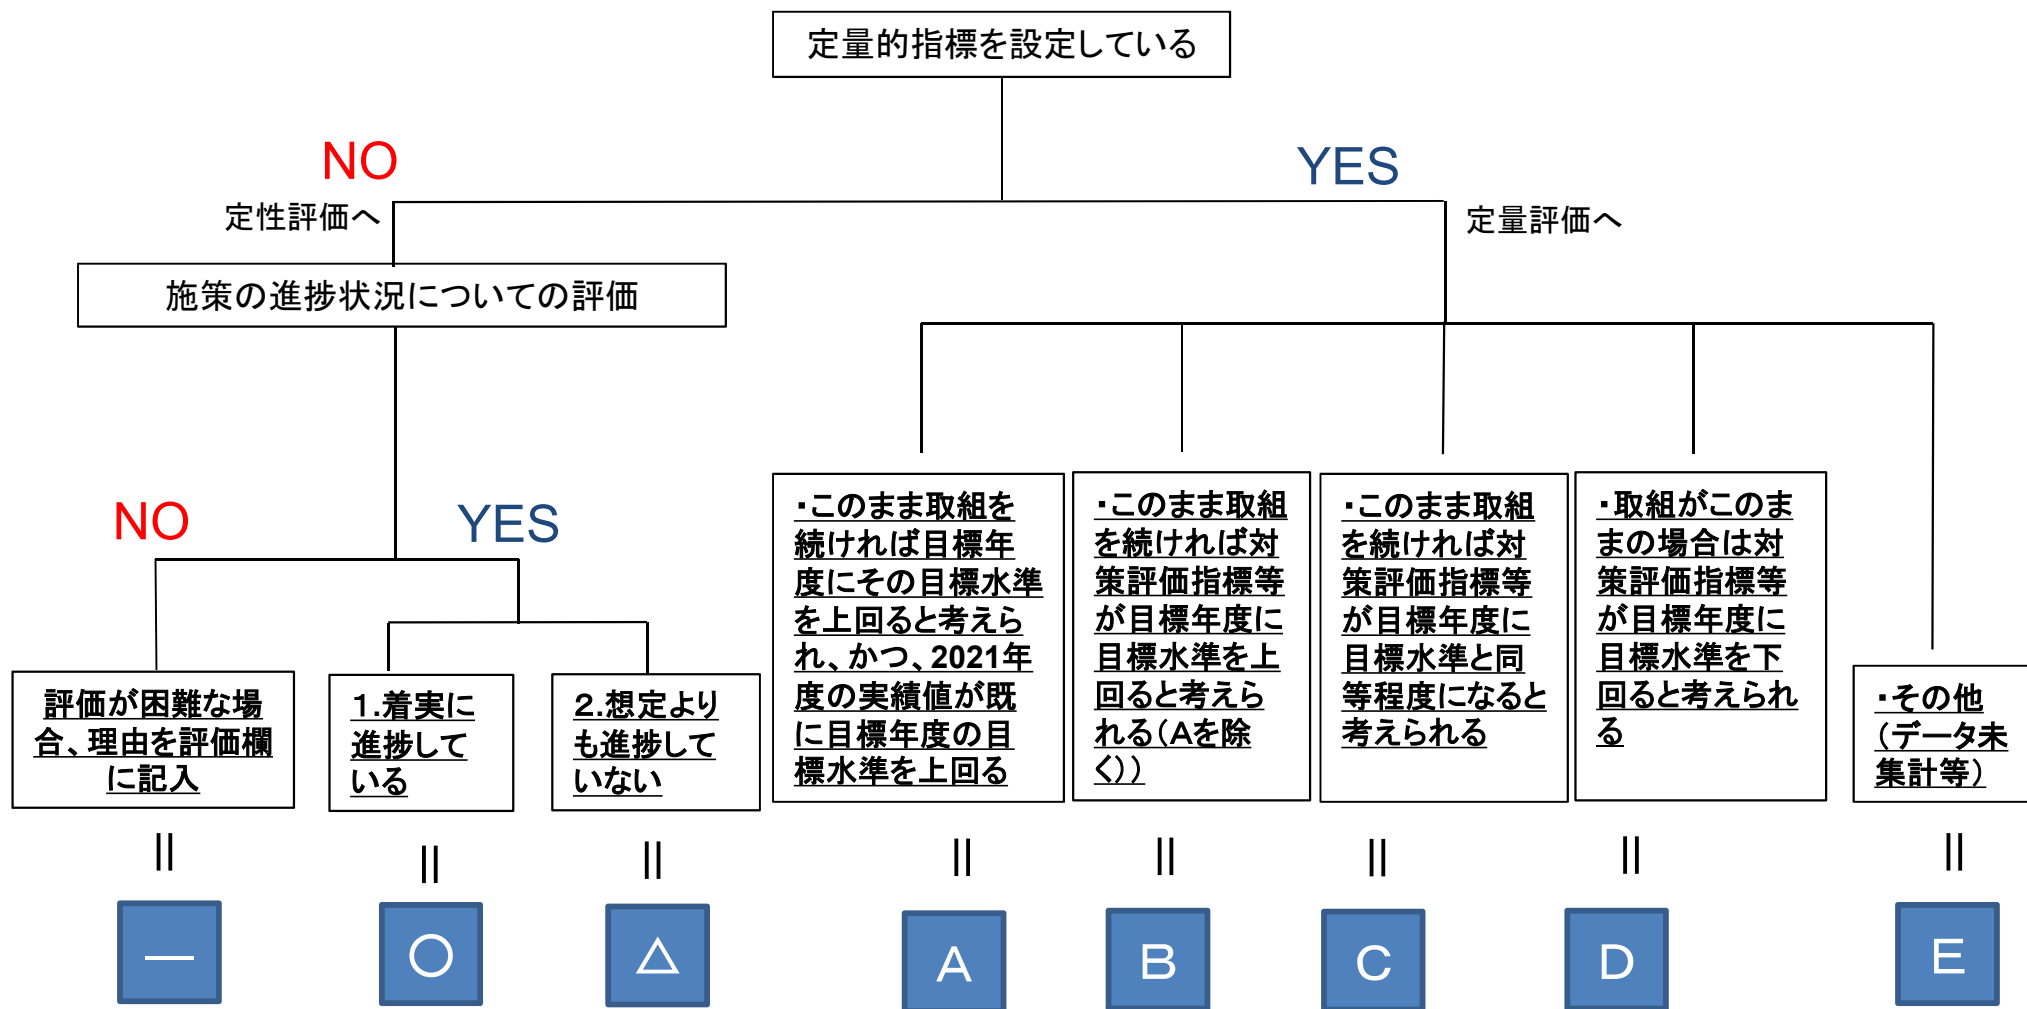 定量的指標を設定している
NO
YES
定性評価へ
定量評価へ
施策の進捗状況についての評価
NO
YES
評価が困難な場
合、理由を評価欄
に記入
1.着実に
進捗して
いる
2.想定より
も進捗して
いない
・このまま取組を
続ければ目標年
度にその目標水準
を上回ると考えら
れ、かつ、2021年
度の実績値が既
に目標年度の目
標水準を上回る
・このまま取組
を続ければ対
策評価指標等
が目標年度に
目標水準を上
回ると考えら
れる(Aを除
く))
・このまま取組
を続ければ対
策評価指標等
が目標年度に
目標水準と同
等程度になると
考えられる
・取組がこのま
まの場合は対
策評価指標等
が目標年度に
目標水準を下
回ると考えられ
る
・その他
(データ未
集計等)
||
||
||
||
||
||
||
||
―
○
△
A
B
C
D
E